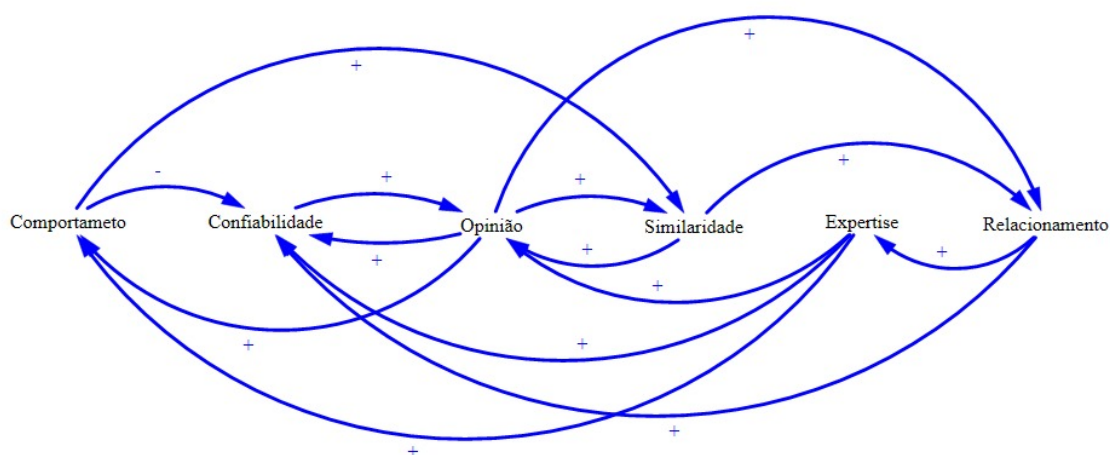 +
+
+
-
+
+
Comportameto
Confiabilidade
Opinião
Similaridade
Expertise
Relacionamento
+
+
+
+
+
+
+
+